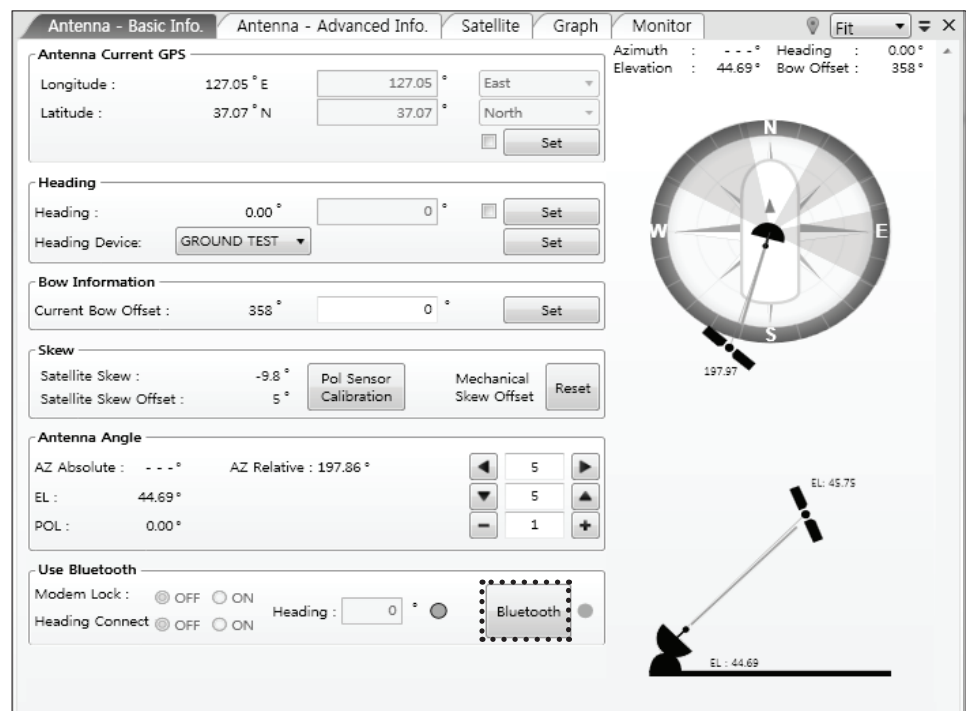 Antenna - Basic Info. Antenna - Advanced Info. Satellite Graph Monitor Fit
Antenna Current GPS
Longitude : 127.05 ° E 127.05 ° East
Latitude : 37.07 ° N 37.07 ° North
Set
Heading
Heading : 0.00 ° 0 ° Set
Heading Device: GROUND TEST Set
Bow Information
Current Bow Offset : 358 ° 0 ° Set
Skew
Satellite Skew : -9.8 °
Satellite Skew Offset : 5 °
Pol Sensor
Calibration
Mechanical
Skew Offset
Reset
Antenna Angle
AZ Absolute : - - - ° AZ Relative : 197.86 ° 5
EL : 44.69 ° 5
POL : 0.00 ° - 1 +
Use Bluetooth
Modem Lock : OFF ON
Heading Connect OFF ON
Heading : 0 °
Bluetooth
Azimuth : - - - ° Heading : 0.00 °
Elevation : 44.69 ° Bow Offset : 358 °
N
W
E
S
197.97
EL: 45.75
EL : 44.69